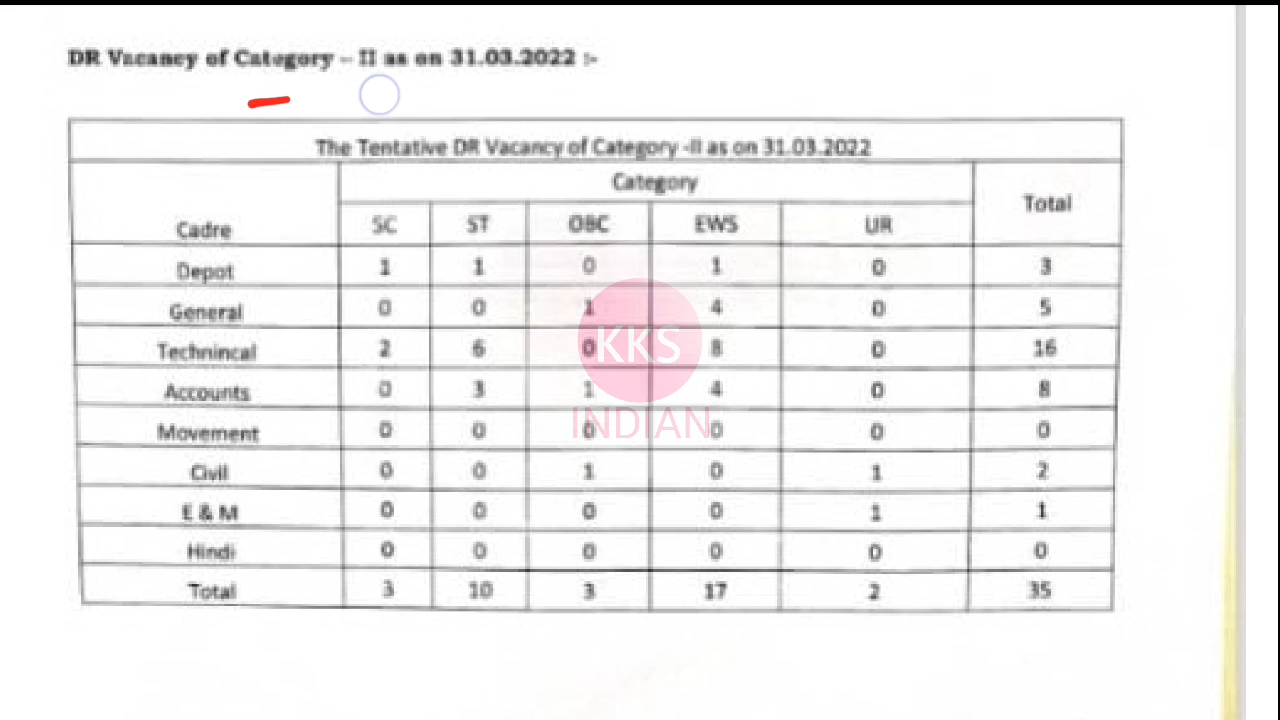 DR Vacancy of Category – II as on 31.03.2022 :-
The Tentative DR Vacancy of Category -II as on 31.03.2022
Cadre Category Total
SC ST OBC EWS UR
Depot 1 1 0 1 0 3
General 0 0 1 4 0 5
Technincal 2 6 0 8 0 16
Accounts 0 3 1 4 0 8
Movement 0 0 0 0 0 0
Civil 0 0 1 0 1 2
E & M 0 0 0 0 1 1
Hindi 0 0 0 0 0 0
Total 3 10 3 17 2 35
KKS
INDIAN